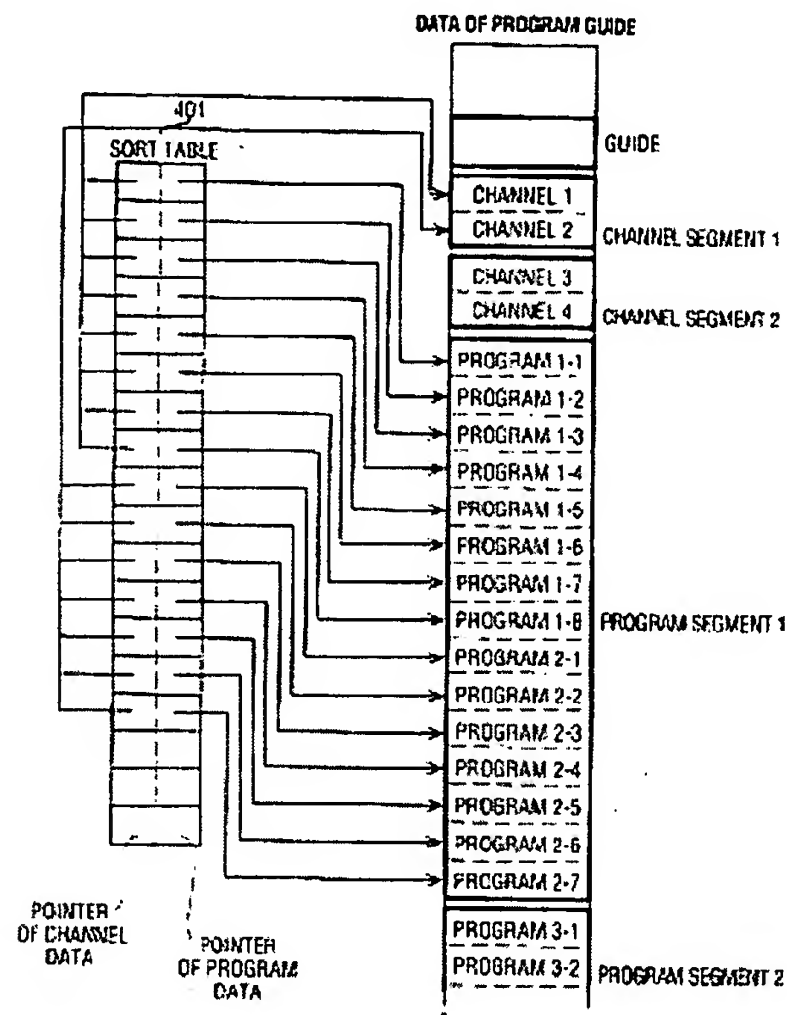 DATA OF PROGRAM GUIDE
401
SORT TABLE
GUIDE
CHANNEL 1
CHANNEL 2
CHANNEL SEGMENT 1
CHANNEL 3
CHANNEL 4
CHANNEL SEGMENT 2
PROGRAM 1-1
PROGRAM 1-2
PROGRAM 1-3
PROGRAM 1-4
PROGRAM 1-5
PROGRAM 1-6
PROGRAM 1-7
PROGRAM 1-8
PROGRAM SEGMENT 1
PROGRAM 2-1
PROGRAM 2-2
PROGRAM 2-3
PROGRAM 2-4
PROGRAM 2-5
PROGRAM 2-6
PROGRAM 2-7
POINTER
OF CHANNEL
DATA
POINTER
OF PROGRAM
DATA
PROGRAM 3-1
PROGRAM 3-2
PROGRAM SEGMENT 2